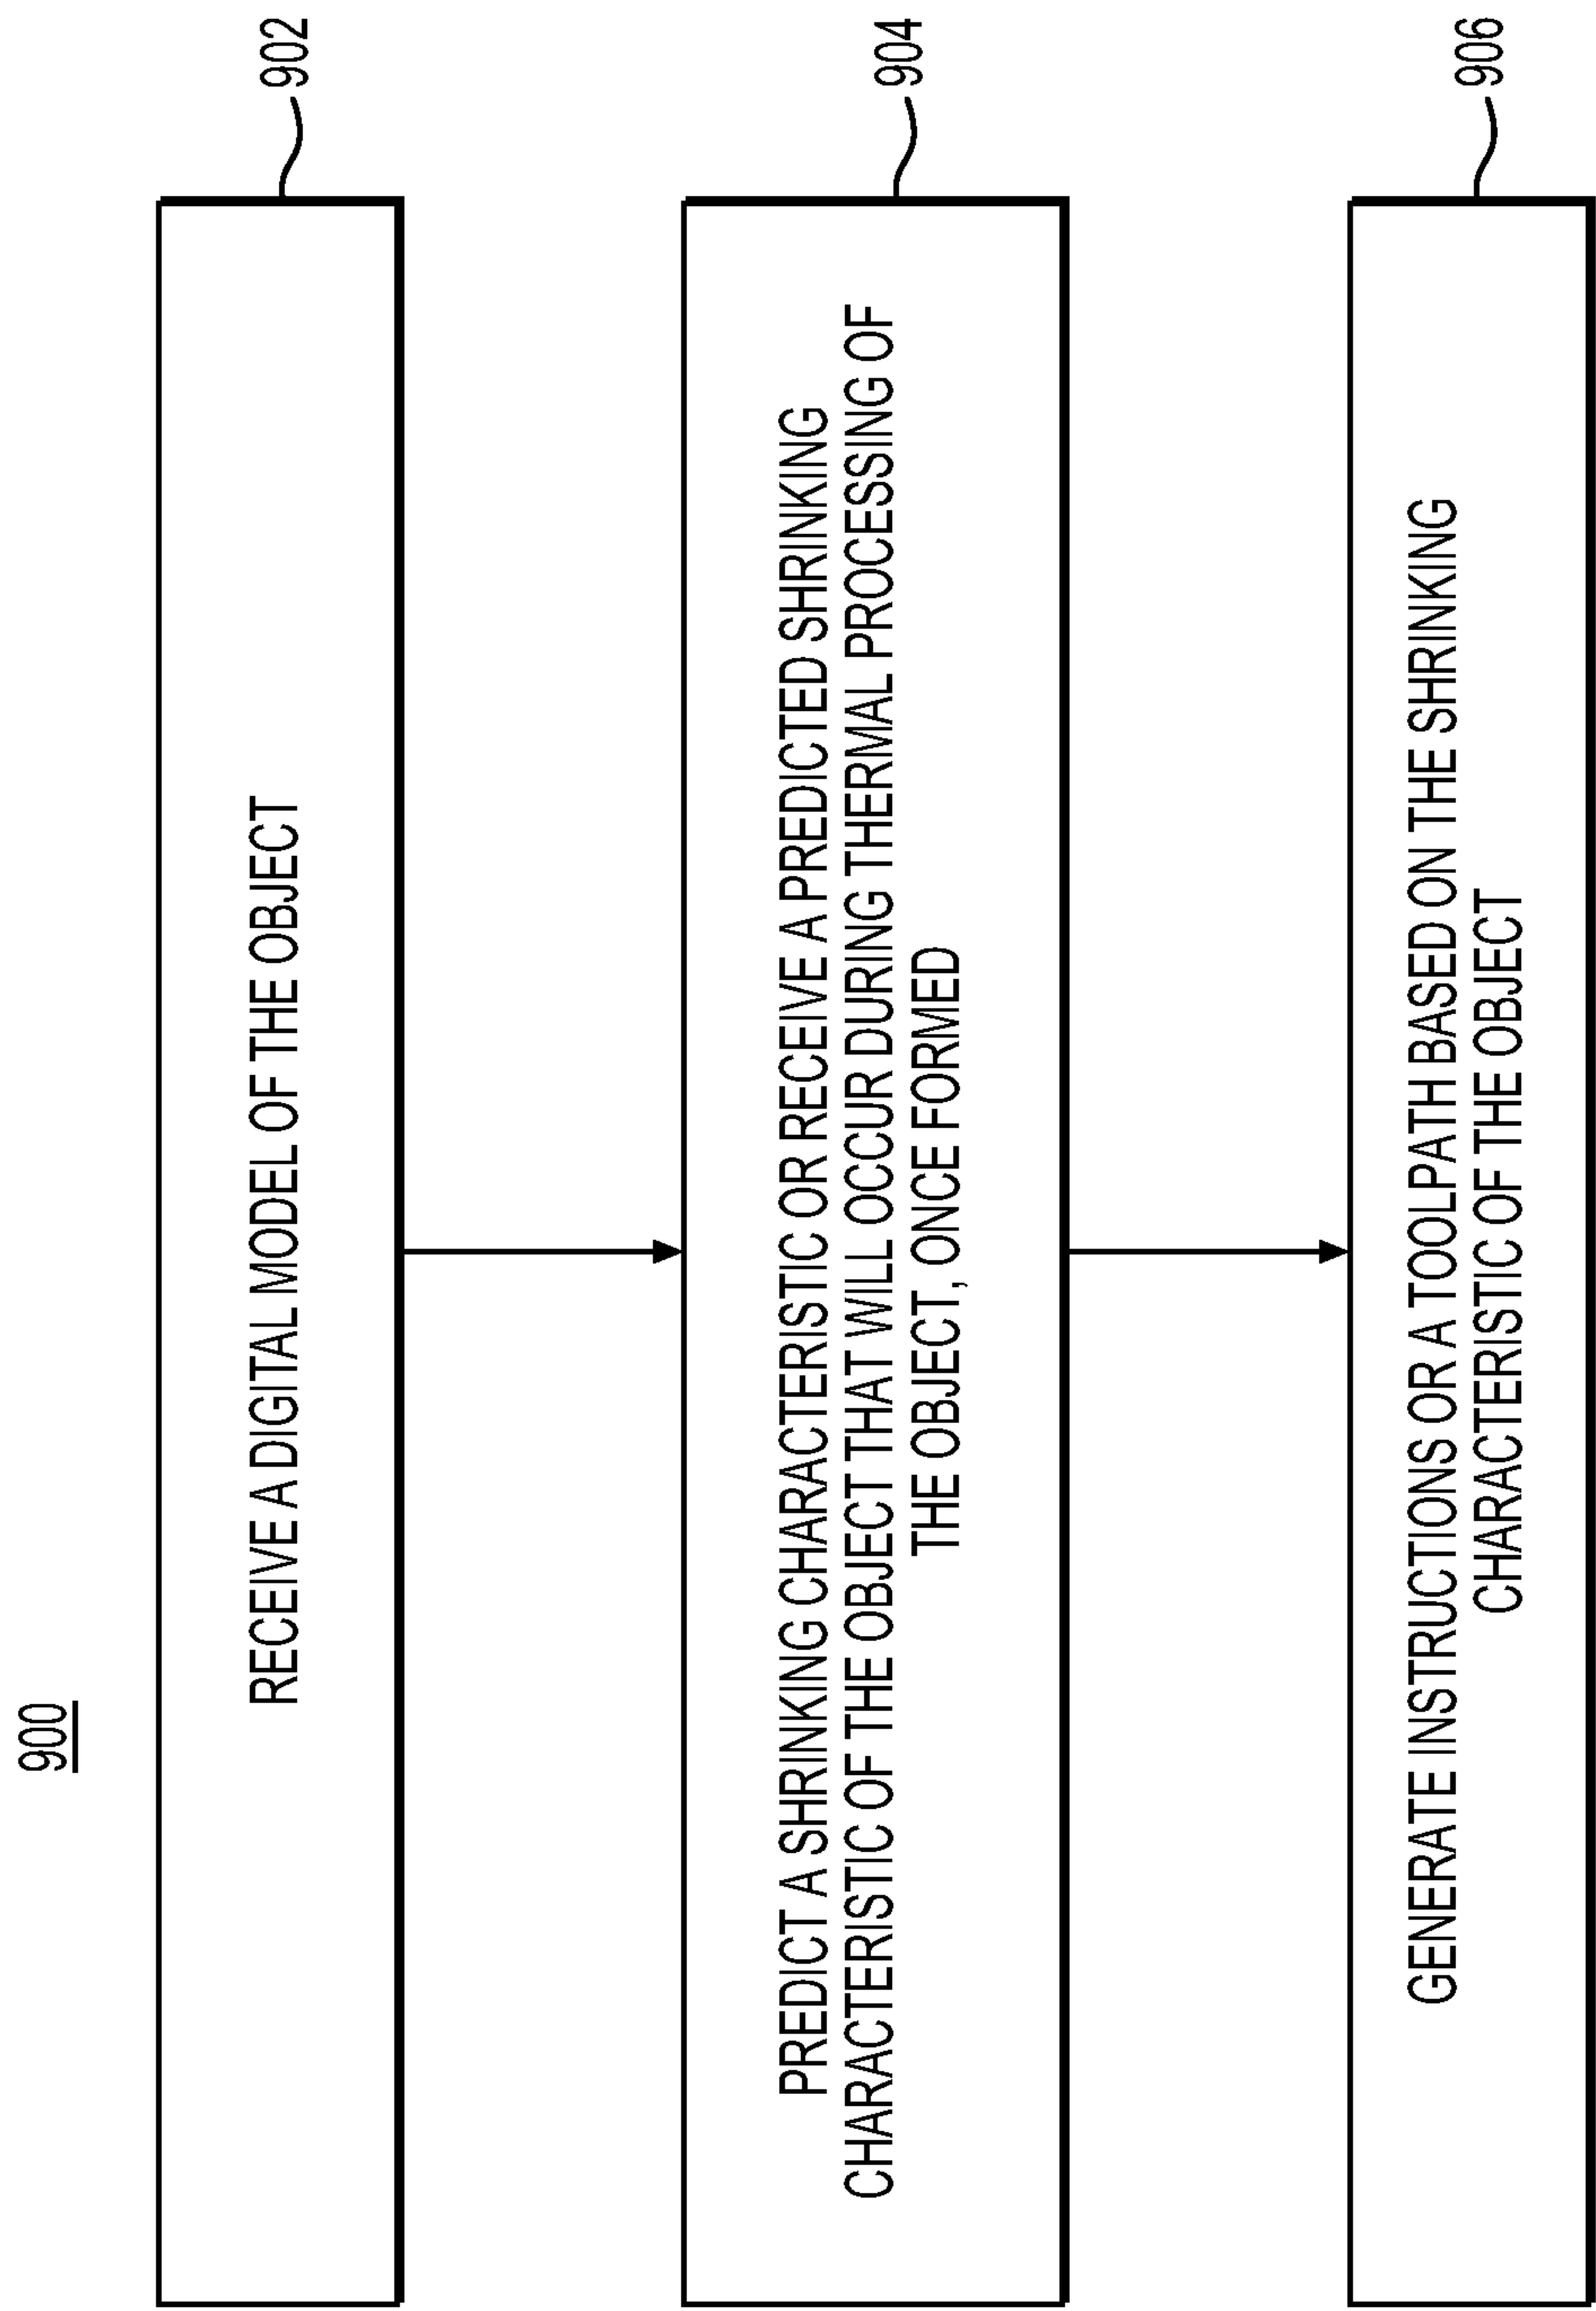 900
RECEIVE A DIGITAL MODEL OF THE OBJECT
902
PREDICT A SHRINKING CHARACTERISTIC OR RECEIVE A PREDICTED SHRINKING
CHARACTERISTIC OF THE OBJECT THAT WILL OCCUR DURING THERMAL PROCESSING OF
THE OBJECT, ONCE FORMED
904
GENERATE INSTRUCTIONS OR A TOOLPATH BASED ON THE SHRINKING
CHARACTERISTIC OF THE OBJECT
906